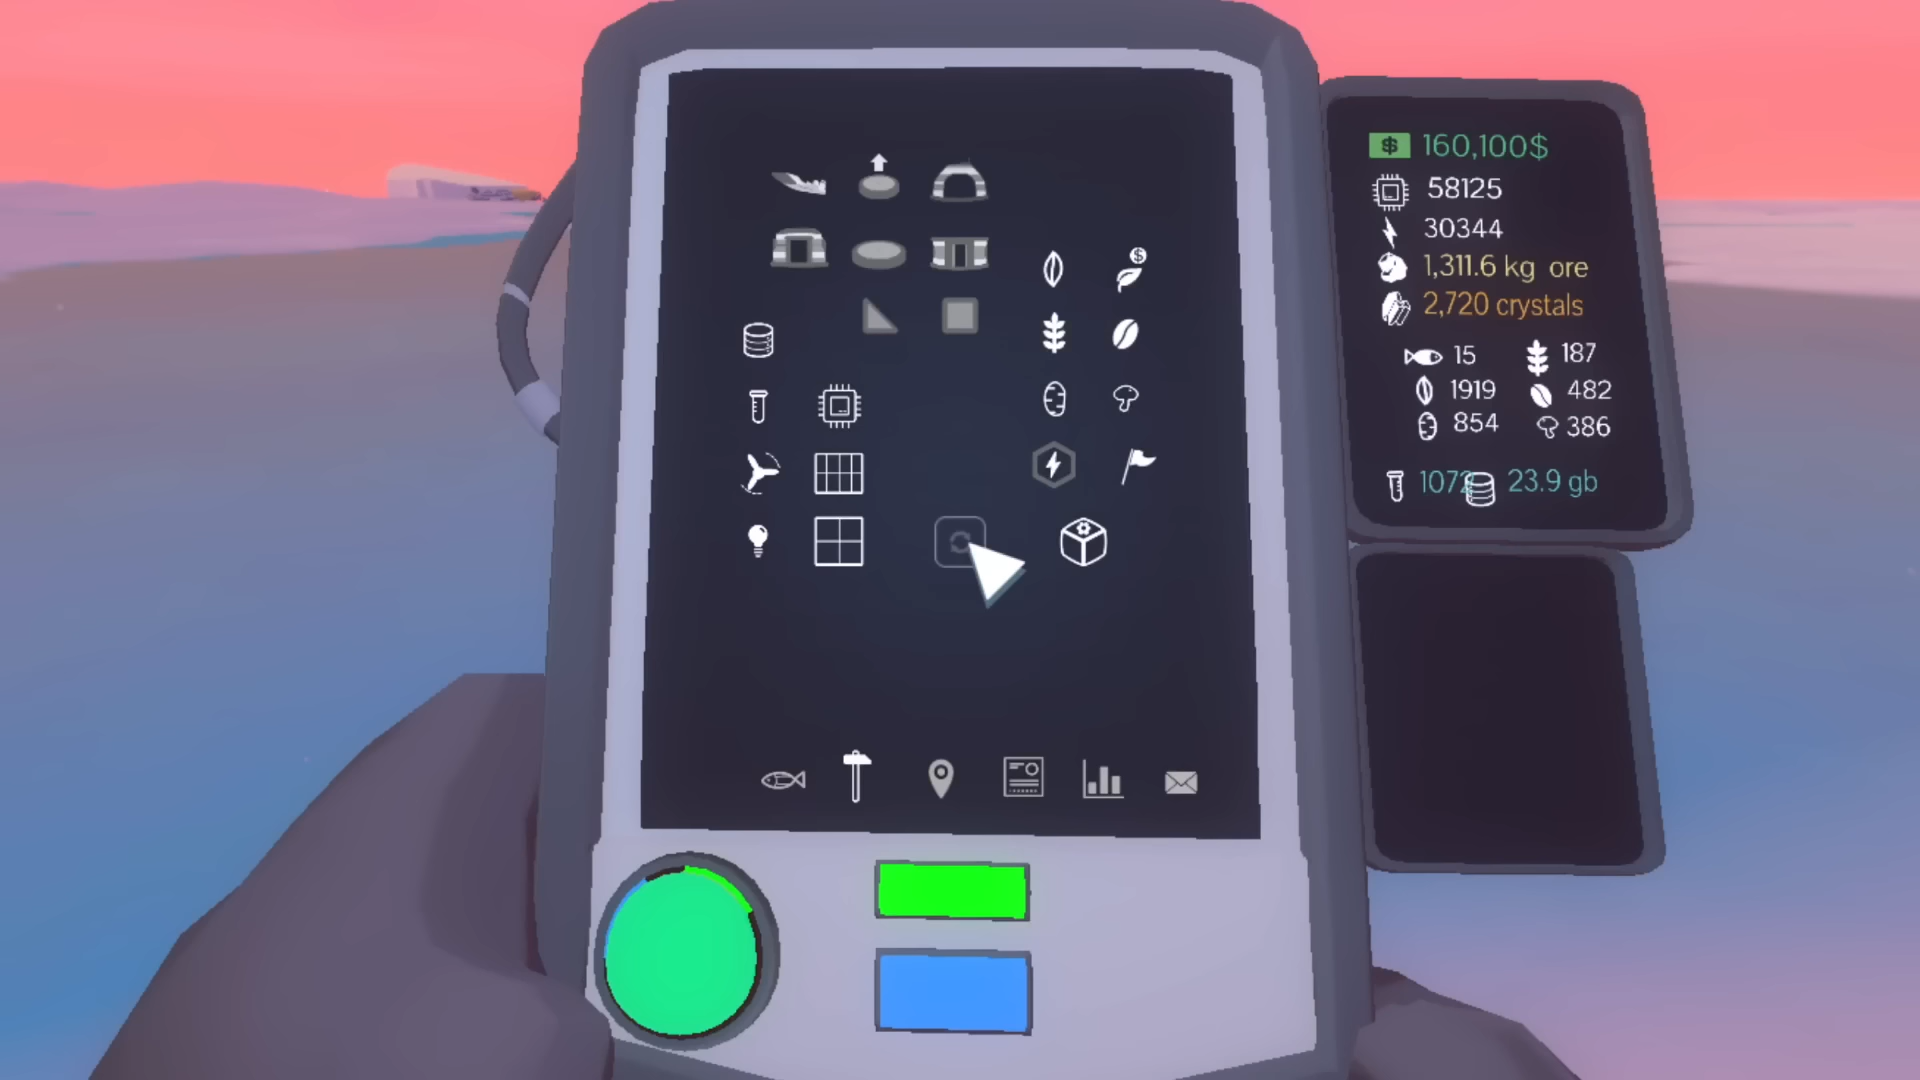 160,100$
58125
30344
1,311.6 kg ore
2,720 crystals
15 187
1919 482
854 386
1072 23.9 gb